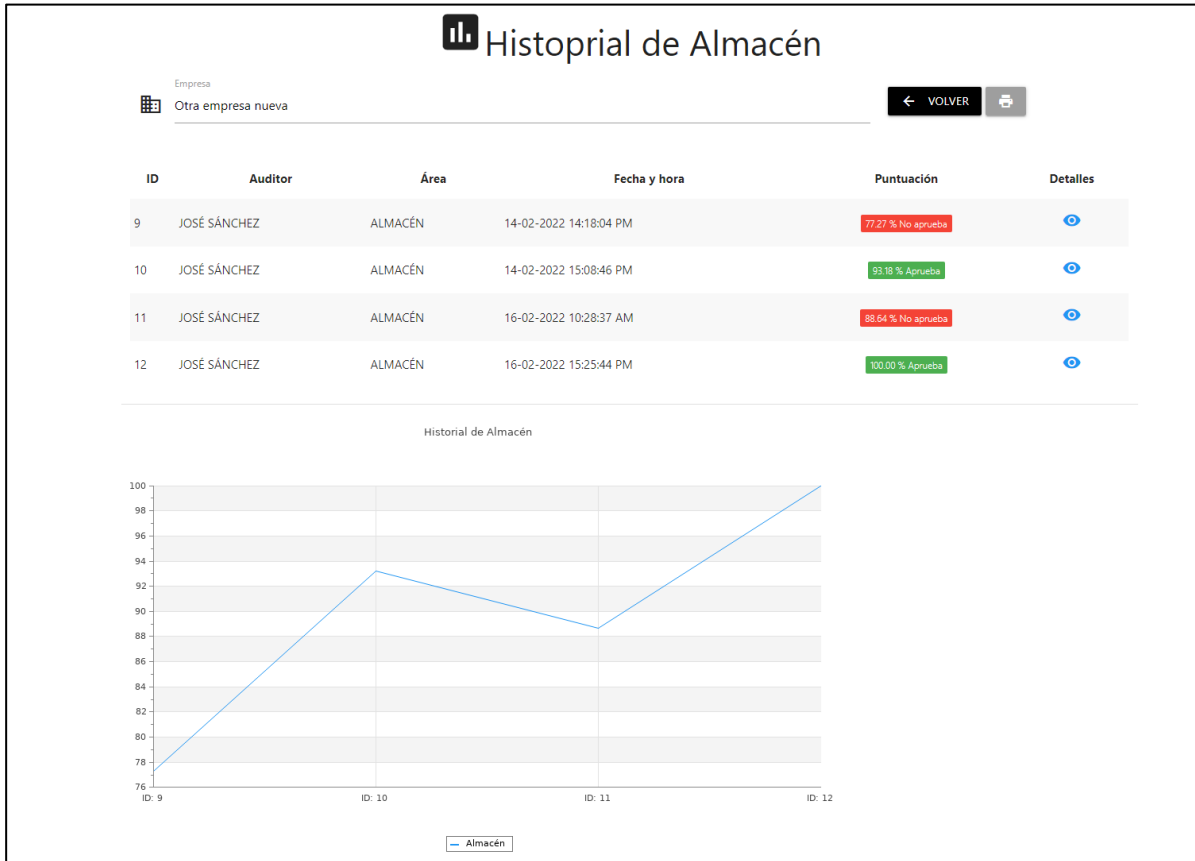 Histoprial de Almacén
Empresa
Otra empresa nueva
VOLVER
ID Auditor Área Fecha y hora Puntuación Detalles
9 JOSÉ SÁNCHEZ ALMACÉN 14-02-2022 14:18:04 PM 77.27 % No aprueba
10 JOSÉ SÁNCHEZ ALMACÉN 14-02-2022 15:08:46 PM 93.18 % Aprueba
11 JOSÉ SÁNCHEZ ALMACÉN 16-02-2022 10:28:37 AM 88.64 % No aprueba
12 JOSÉ SÁNCHEZ ALMACÉN 16-02-2022 15:25:44 PM 100.00 % Aprueba
Historial de Almacén
100
98
96
94
92
90
88
86
84
82
80
78
76
ID: 9 ID: 10 ID: 11 ID: 12
Almacén